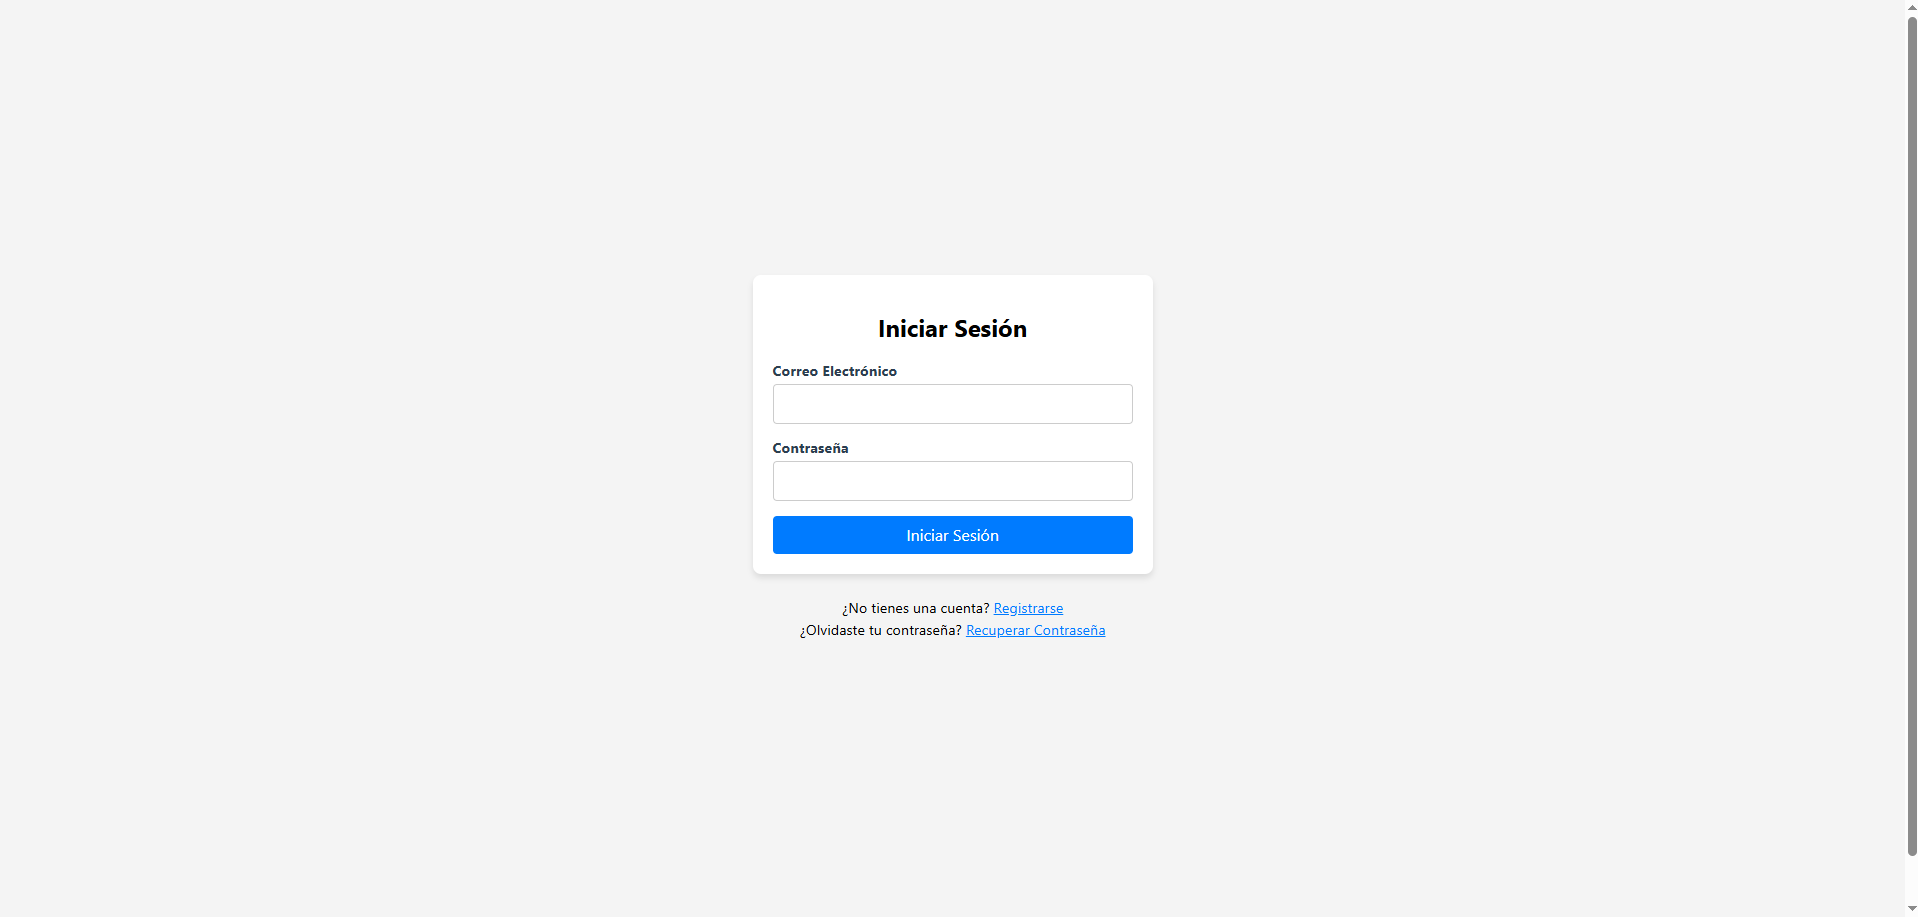 Iniciar Sesión
Correo Electrónico
Contraseña
Iniciar Sesión
¿No tienes una cuenta? Registrarse
¿Olvidaste tu contraseña? Recuperar Contraseña